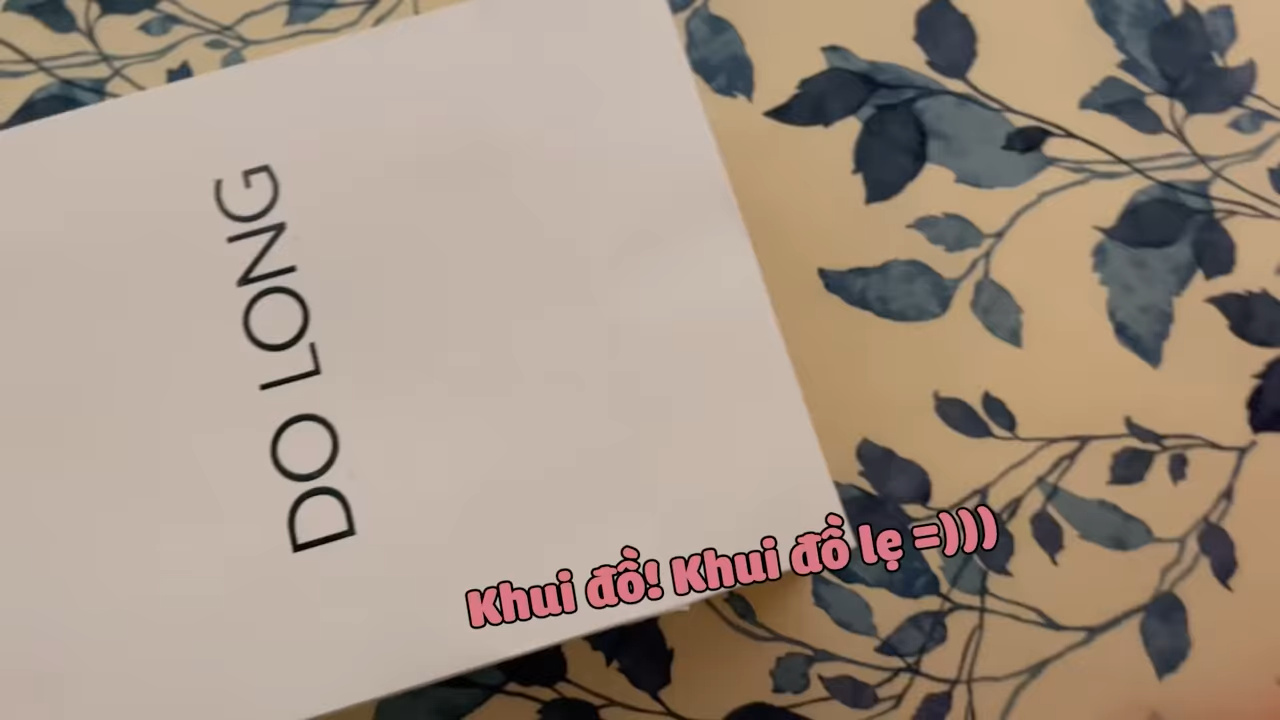 DO LONG
Khui đồ! Khui đồ lẹ =)))